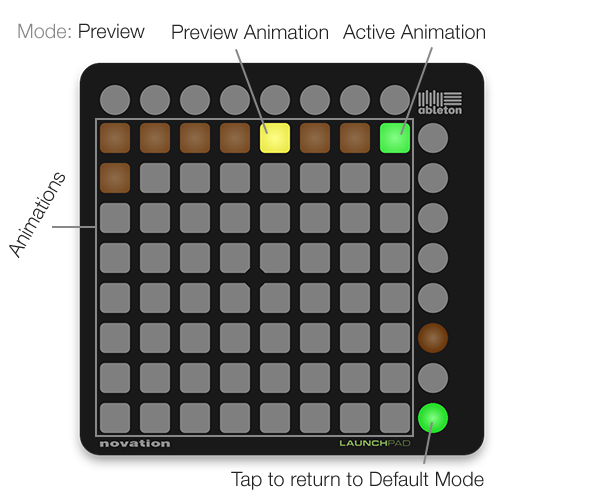 Mode: Preview
Preview Animation
Active Animation
ableton
Animations
novation
LAUNCHPAD
Tap to return to Default Mode